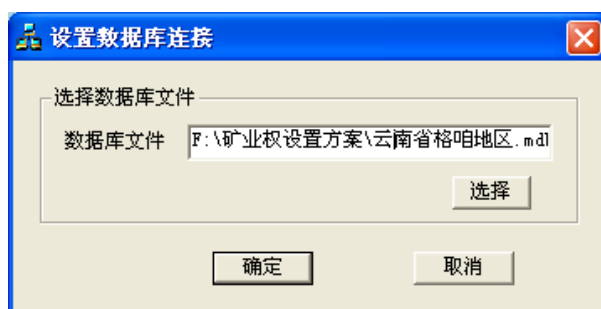 设置数据库连接
选择数据库文件
数据库文件 F:\矿业权设置方案\云南省格咱地区.mdl
选择
确定 取消